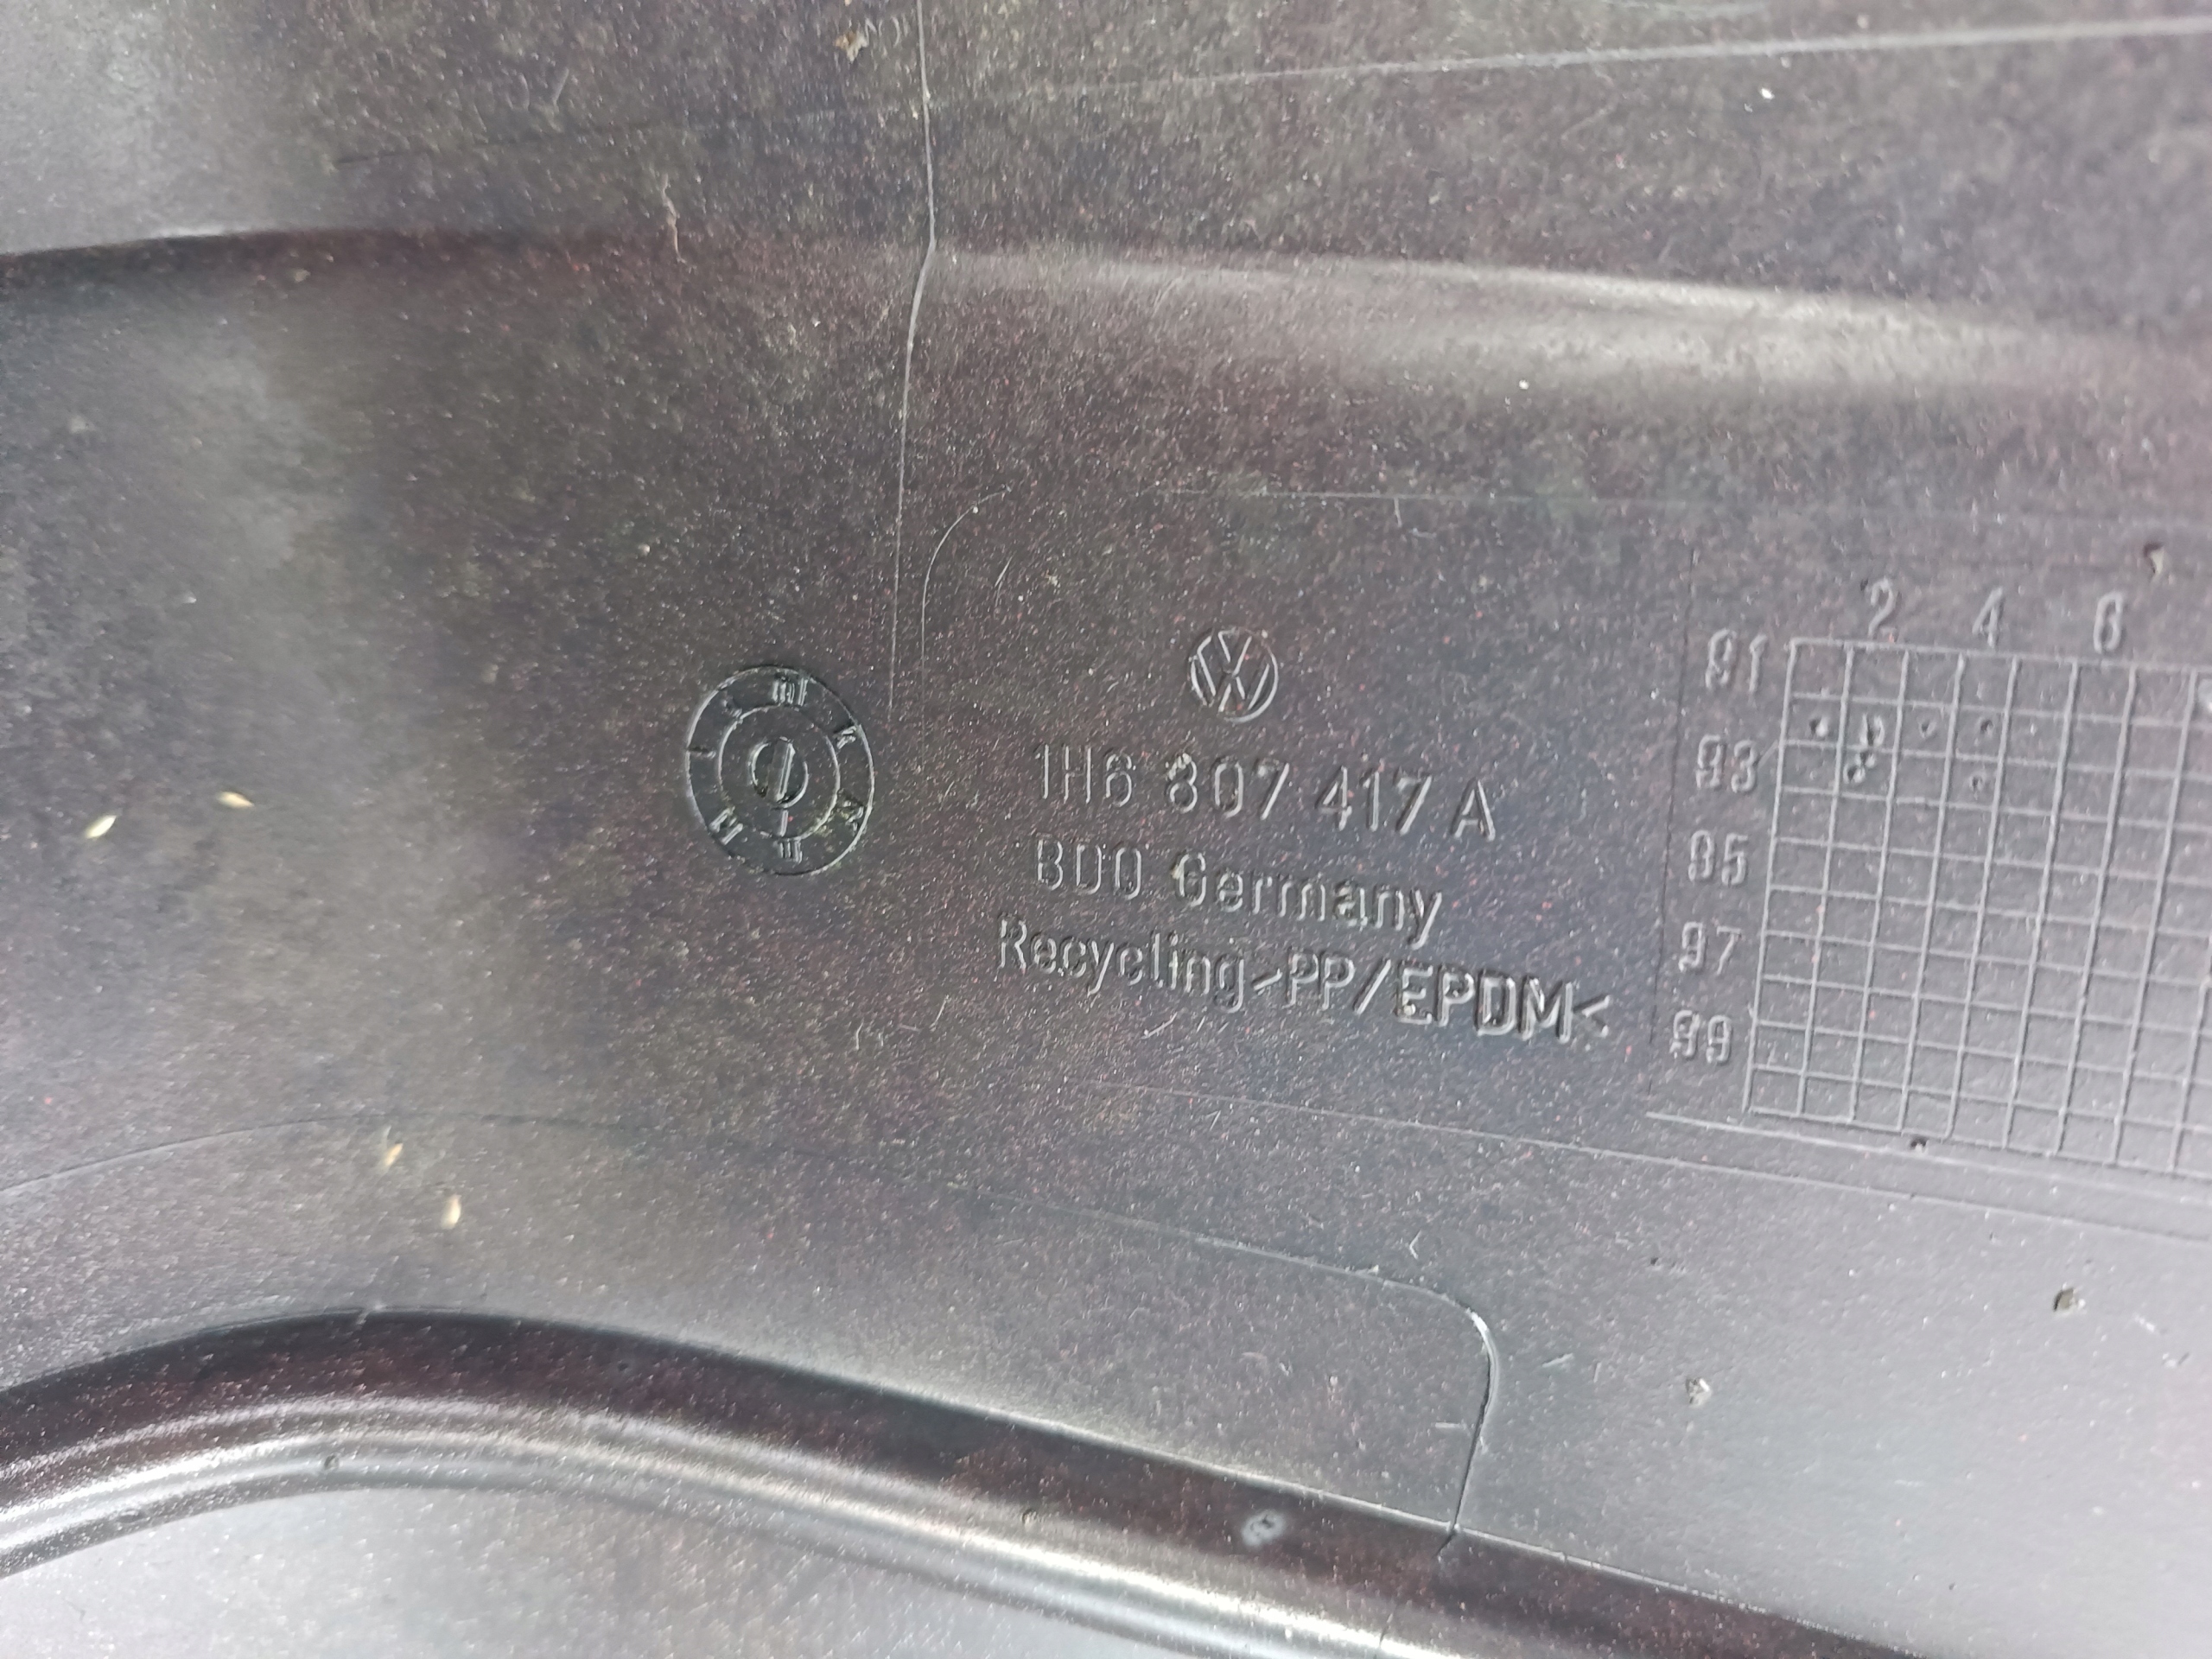 1H6 807 417 A
BDO Germany
Recycling >PP/EPDM<
2 4 6
91
93
95
97
99